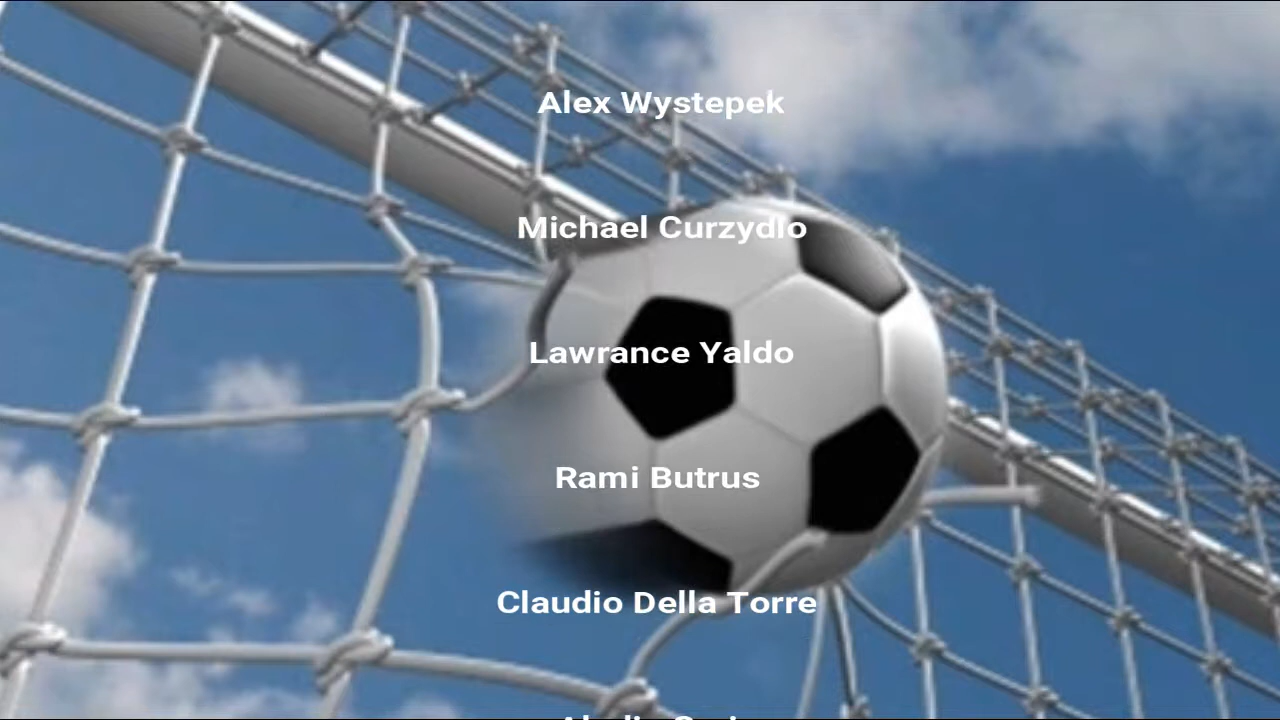 Alex Wystepek
Michael Curzydlo
Lawrance Yaldo
Rami Butrus
Claudio Della Torre